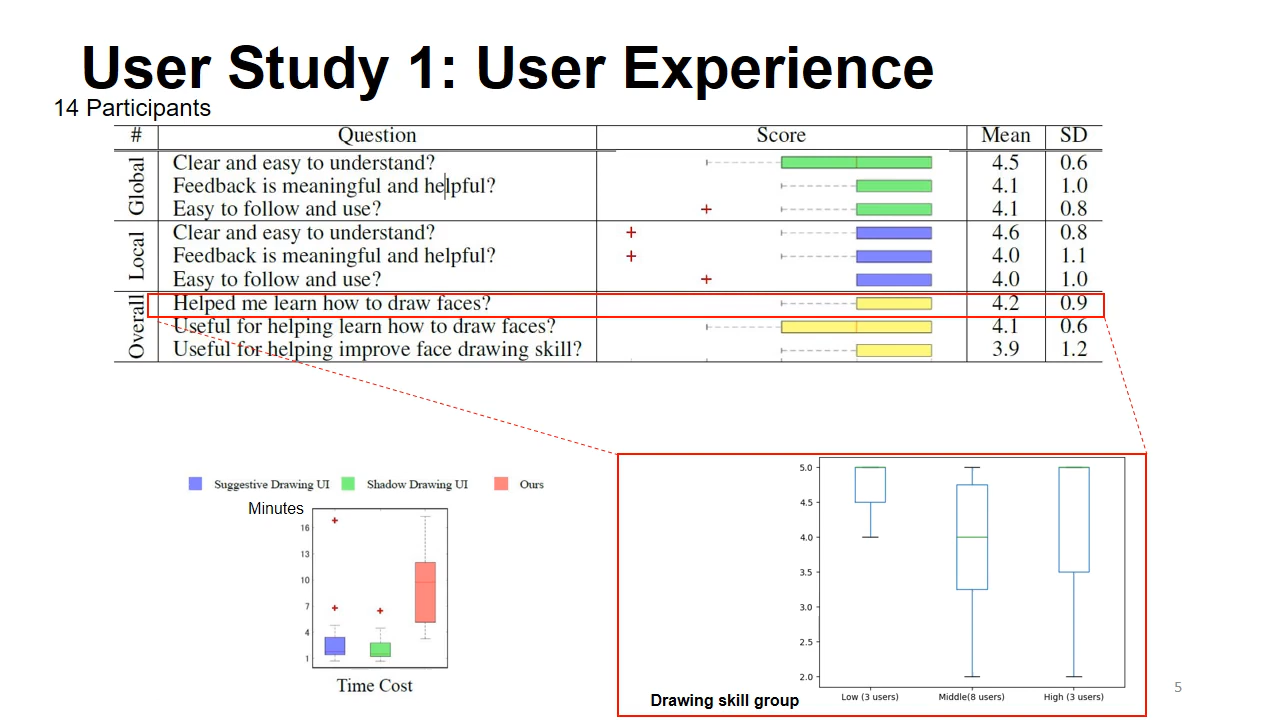 User Study 1: User Experience
14 Participants
# Question Score Mean SD
Global
Clear and easy to understand? 4.5 0.6
Feedback is meaningful and helpful? 4.1 1.0
Easy to follow and use? 4.1 0.8
Local
Clear and easy to understand? 4.6 0.8
Feedback is meaningful and helpful? 4.0 1.1
Easy to follow and use? 4.0 1.0
Overall
Helped me learn how to draw faces? 4.2 0.9
Useful for helping learn how to draw faces? 4.1 0.6
Useful for helping improve face drawing skill? 3.9 1.2
Suggestive Drawing UI Shadow Drawing UI Ours
Minutes
16
13
10
7
4
1
Time Cost
5.0
4.5
4.0
3.5
3.0
2.5
2.0
Drawing skill group Low (3 users) Middle(8 users) High (3 users)
5